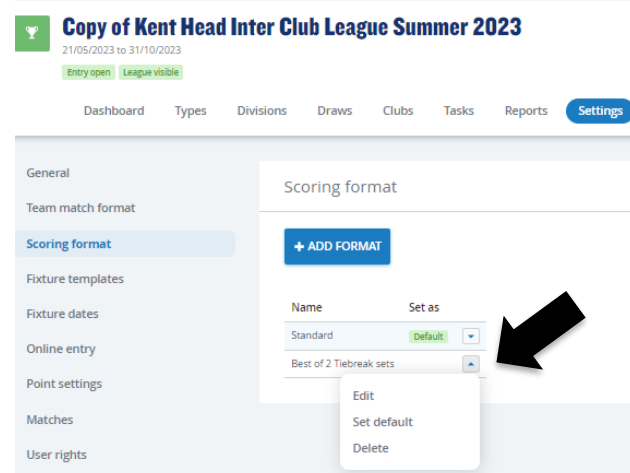 Copy of Kent Head Inter Club League Summer 2023
21/05/2023 to 31/10/2023
Entry open League visible
Dashboard Types Divisions Draws Clubs Tasks Reports Settings
General
Team match format
Scoring format
Fixture templates
Fixture dates
Online entry
Point settings
Matches
User rights
Scoring format
+ ADD FORMAT
Name Set as
Standard Default
Best of 2 Tiebreak sets
Edit
Set default
Delete